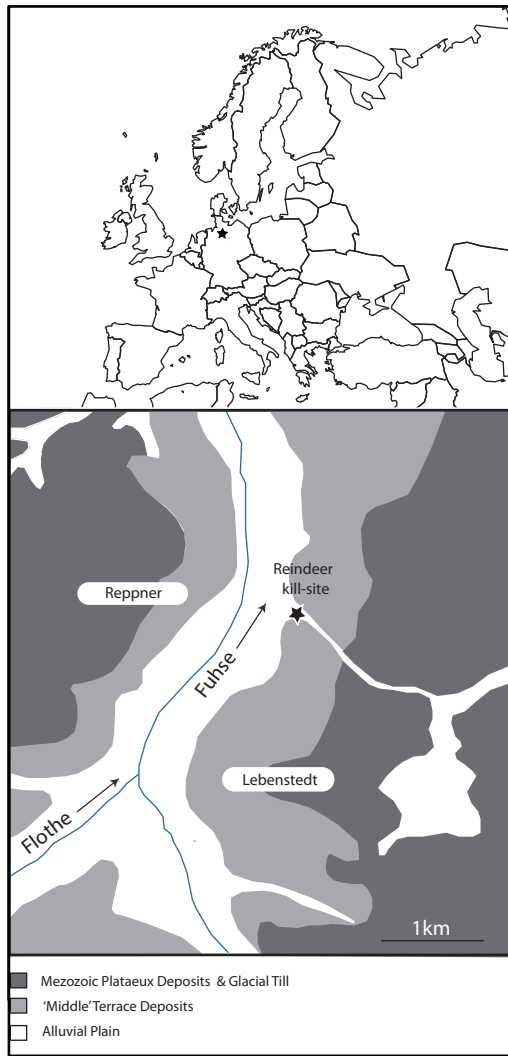 Reindeer
kill-site
Reppner
Fuhse
Lebenstedt
Flothe
1km
Mezozoic Plataeux Deposits & Glacial Till
'Middle' Terrace Deposits
Alluvial Plain